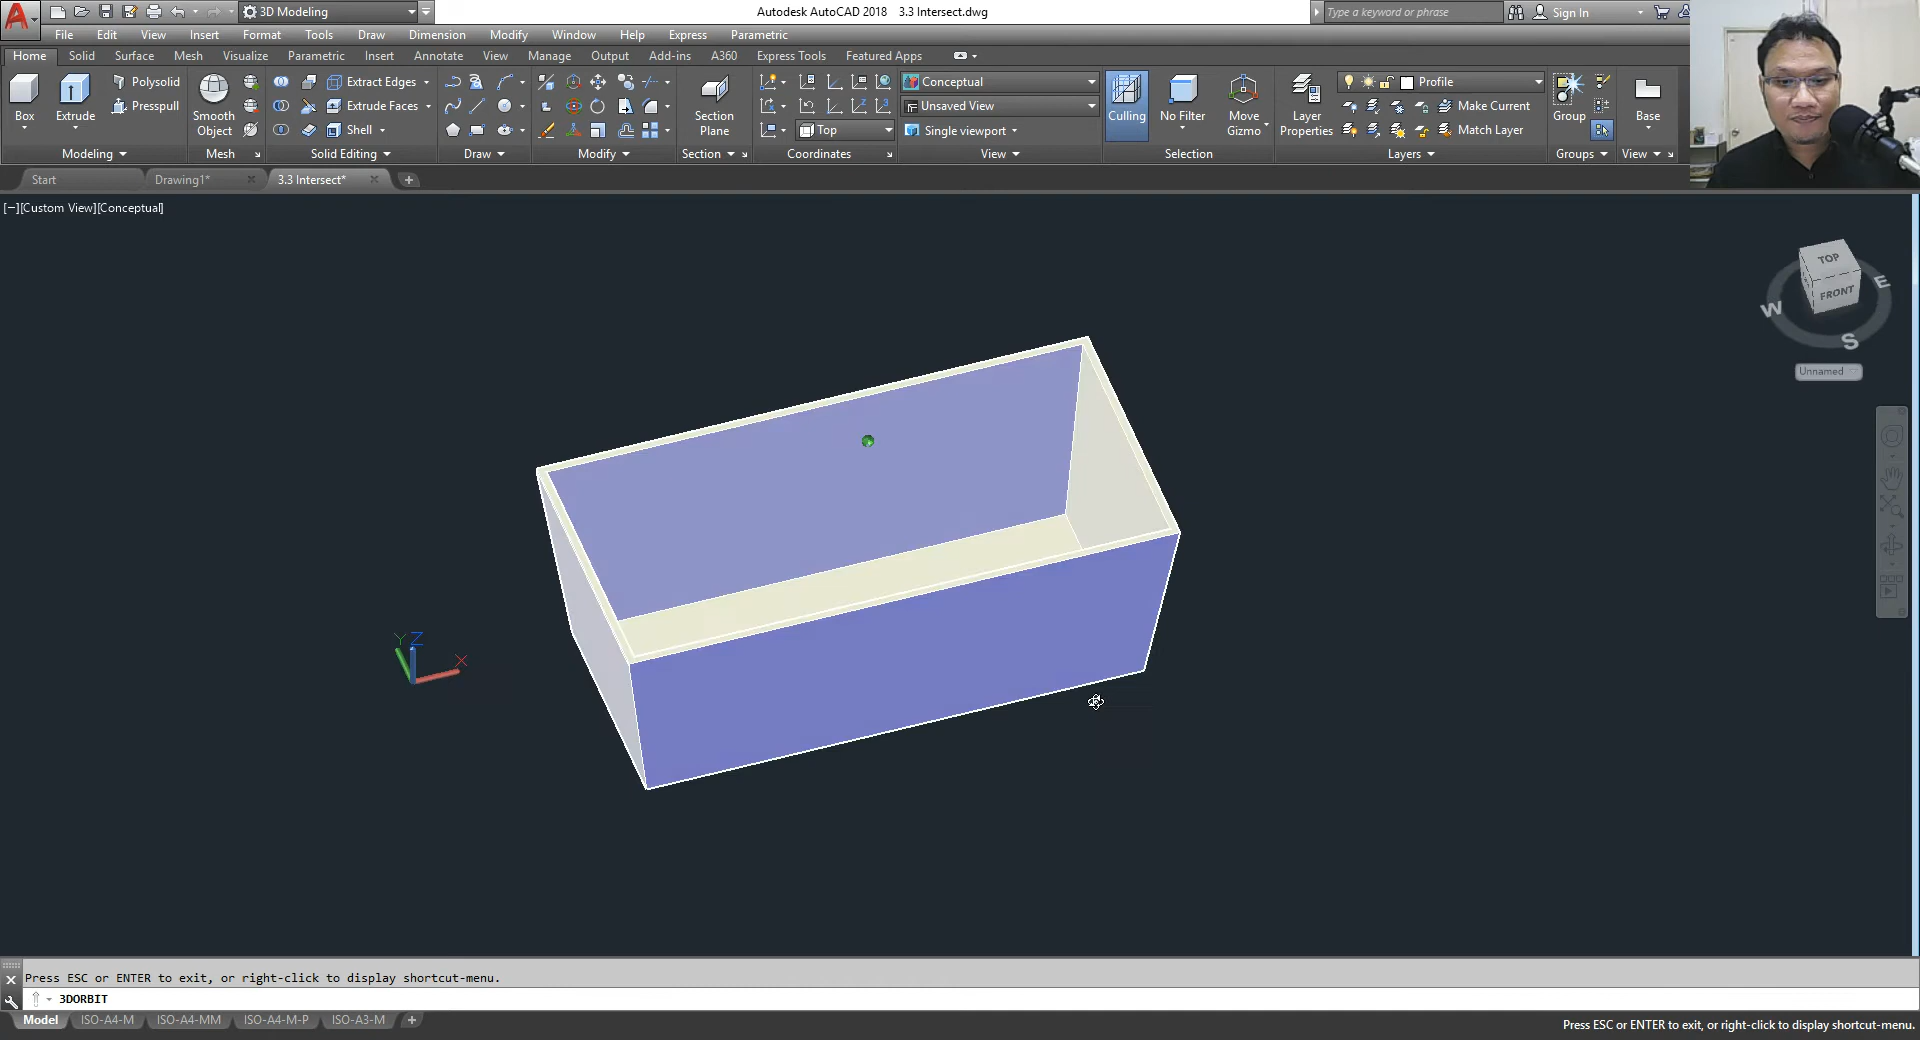 3D Modeling
Autodesk AutoCAD 2018 3.3 Intersect.dwg
Type a keyword or phrase
Sign In
File Edit View Insert Format Tools Draw Dimension Modify Window Help Express Parametric
Home Solid Surface Mesh Visualize Parametric Insert Annotate View Manage Output Add-ins A360 Express Tools Featured Apps
Box
Extrude
Polysolid
Presspull
Modeling
Smooth Object
Mesh
Extract Edges
Extrude Faces
Shell
Solid Editing
Draw
Modify
Section Plane
Section
Top
Coordinates
Conceptual
Unsaved View
Single viewport
View
Culling
No Filter
Move Gizmo
Selection
Layer Properties
Profile
Make Current
Match Layer
Layers
Group
Groups
Base
View
Start
Drawing1*
3.3 Intersect*
[−][Custom View][Conceptual]
TOP
FRONT
W
E
S
Unnamed
Y Z
X
Press ESC or ENTER to exit, or right-click to display shortcut-menu.
3DORBIT
Model ISO-A4-M ISO-A4-MM ISO-A4-M-P ISO-A3-M +
Press ESC or ENTER to exit, or right-click to display shortcut-menu.